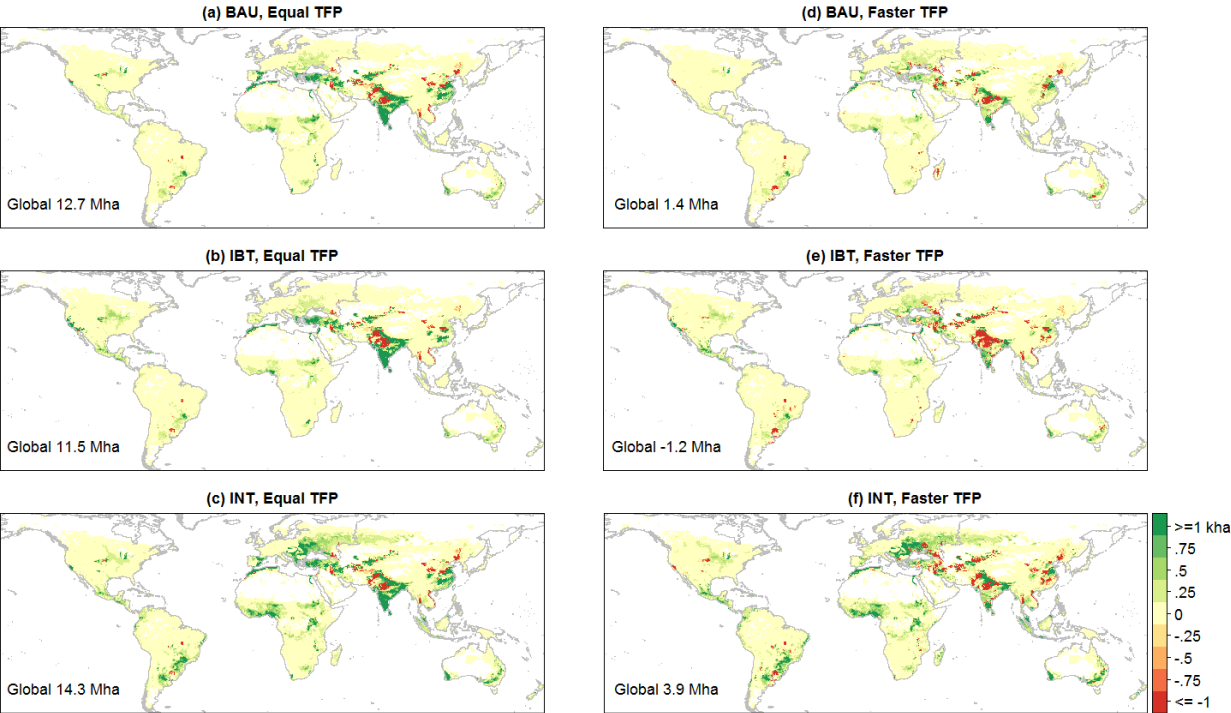 (a) BAU, Equal TFP
(d) BAU, Faster TFP
Global 12.7 Mha
Global 1.4 Mha
(b) IBT, Equal TFP
(e) IBT, Faster TFP
Global 11.5 Mha
Global -1.2 Mha
(c) INT, Equal TFP
(f) INT, Faster TFP
Global 14.3 Mha
Global 3.9 Mha
>=1 kha
.75
.5
.25
0
-.25
-.5
-.75
<= -1